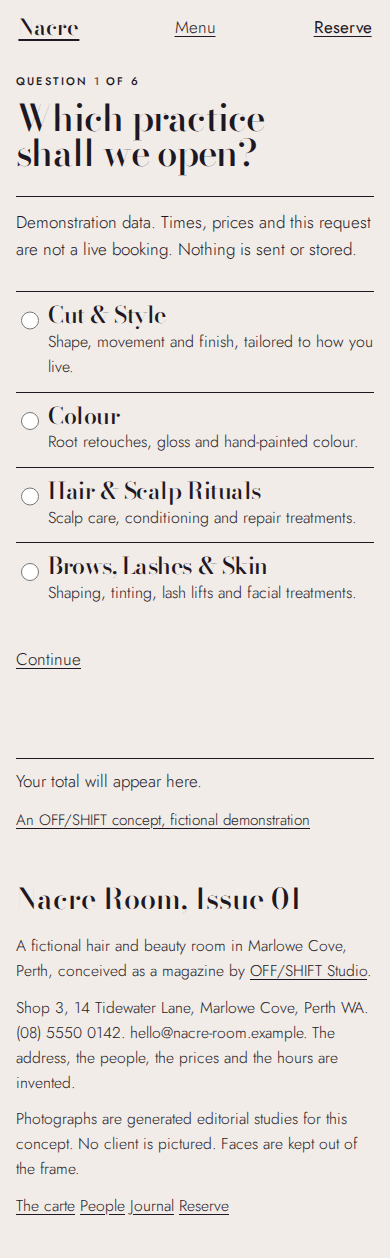 Nacre Menu Reserve
QUESTION 1 OF 6
Which practice
shall we open?
Demonstration data. Times, prices and this request
are not a live booking. Nothing is sent or stored.
Cut & Style
Shape, movement and finish, tailored to how you
live.
Colour
Root retouches, gloss and hand-painted colour.
Hair & Scalp Rituals
Scalp care, conditioning and repair treatments.
Brows, Lashes & Skin
Shaping, tinting, lash lifts and facial treatments.
Continue
Your total will appear here.
An OFF/SHIFT concept, fictional demonstration
Nacre Room, Issue 01
A fictional hair and beauty room in Marlowe Cove,
Perth, conceived as a magazine by OFF/SHIFT Studio.
Shop 3, 14 Tidewater Lane, Marlowe Cove, Perth WA.
(08) 5550 0142. hello@nacre-room.example. The
address, the people, the prices and the hours are
invented.
Photographs are generated editorial studies for this
concept. No client is pictured. Faces are kept out of
the frame.
The carte People Journal Reserve